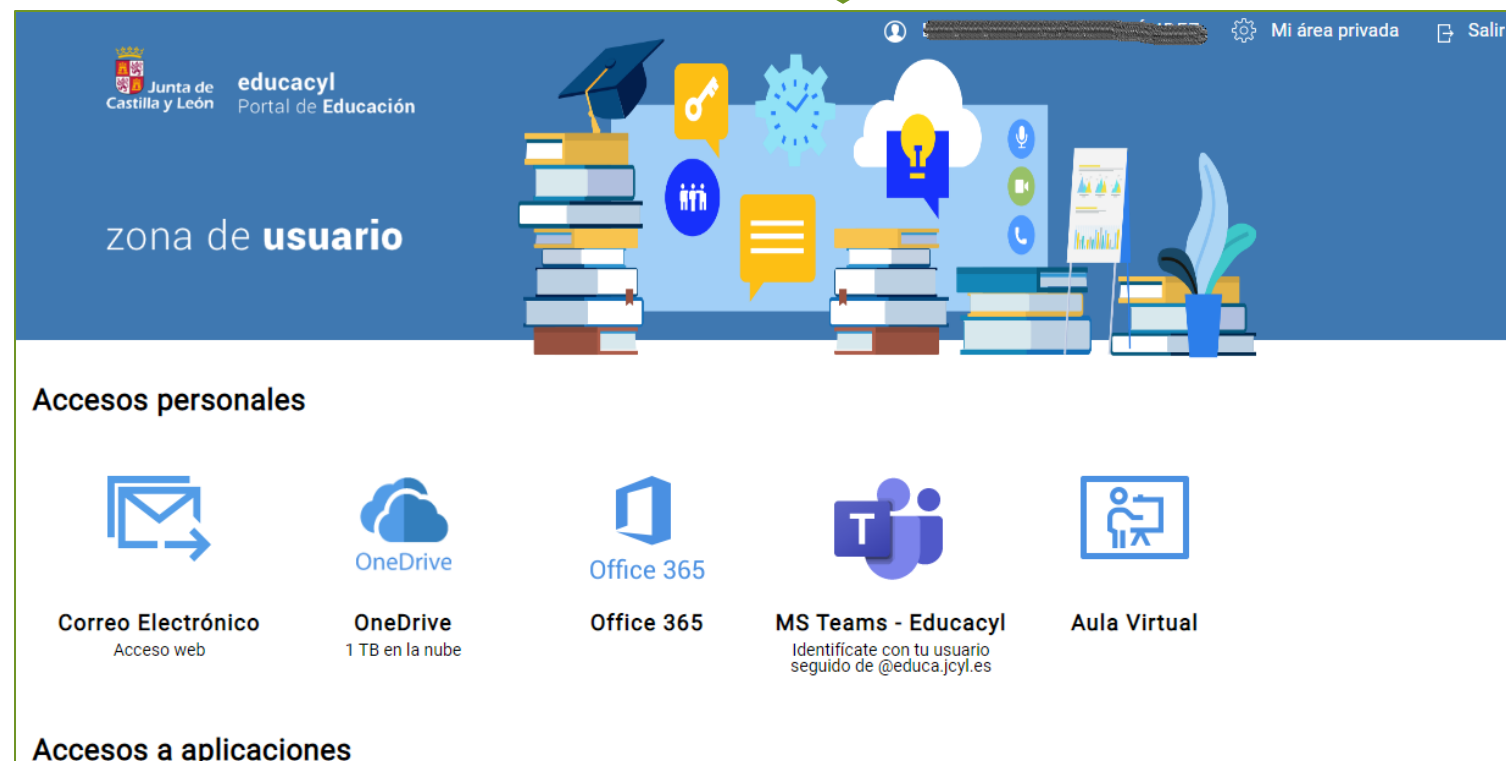 Mi área privada
Salir
Junta de
Castilla y León
educacyl
Portal de Educación
zona de usuario
Accesos personales
OneDrive
Office 365
T
Correo Electrónico
Acceso web
OneDrive
1 TB en la nube
Office 365
MS Teams - Educacyl
Identifícate con tu usuario
seguido de @educa.jcyl.es
Aula Virtual
Accesos a aplicaciones